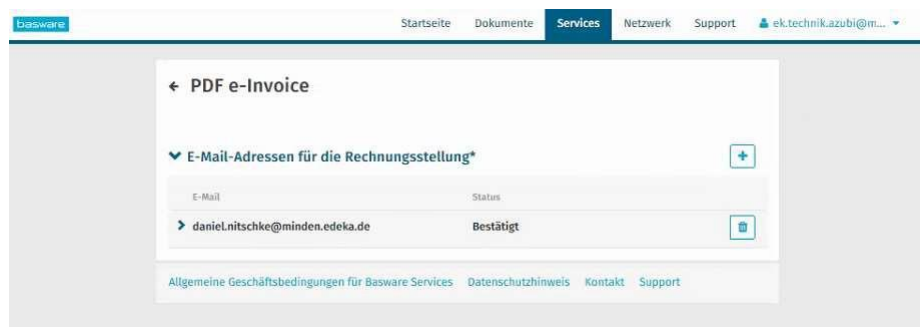 basware
Startseite Dokumente Services Netzwerk Support ek.technik.azubi@m...
PDF e-Invoice
E-Mail-Adressen für die Rechnungsstellung*
E-Mail Status
daniel.nitschke@minden.edeka.de Bestätigt
Allgemeine Geschäftsbedingungen für Basware Services Datenschutzhinweis Kontakt Support